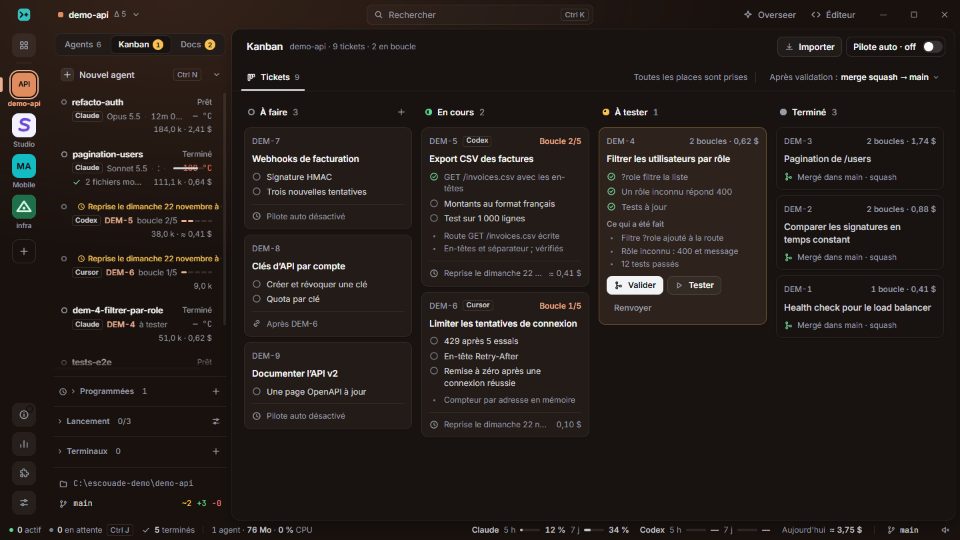 demo-api Δ 5
Rechercher Ctrl K
Overseer
Éditeur
API
demo-api
S
Studio
MA
Mobile
infra
Agents 6
Kanban 1
Docs 2
Nouvel agent Ctrl N
refacto-auth Prêt
Claude Opus 5.5 · 12m 0... — °C
184,0 k · 2,41 $
pagination-users Terminé
Claude Sonnet 5.5
2 fichiers mo... 111,1 k · 0,64 $
Reprise le dimanche 22 novembre à
Codex DEM-5 boucle 2/5
38,0 k · ≈ 0,41 $
Reprise le dimanche 22 novembre à
Cursor DEM-6 boucle 1/5
9,0 k
dem-4-filtrer-par-role Terminé
Claude DEM-4 à tester — °C
51,0 k · 0,62 $
tests-e2e Prêt
Programmées 1
Lancement 0/3
Terminaux 0
C:\escouade-demo\demo-api
main ~2 +3 -0
Kanban demo-api · 9 tickets · 2 en boucle
Importer
Pilote auto · off
Tickets 9
Toutes les places sont prises
Après validation : merge squash → main
À faire 3
DEM-7
Webhooks de facturation
Signature HMAC
Trois nouvelles tentatives
Pilote auto désactivé
DEM-8
Clés d'API par compte
Créer et révoquer une clé
Quota par clé
Après DEM-6
DEM-9
Documenter l'API v2
Une page OpenAPI à jour
Pilote auto désactivé
En cours 2
DEM-5 Codex Boucle 2/5
Export CSV des factures
GET /invoices.csv avec les en-
têtes
Montants au format français
Test sur 1 000 lignes
Route GET /invoices.csv écrite
En-têtes et séparateur ; vérifiés
Reprise le dimanche 22 ... ≈ 0,41 $
DEM-6 Cursor Boucle 1/5
Limiter les tentatives de connexion
429 après 5 essais
En-tête Retry-After
Remise à zéro après une
connexion réussie
Compteur par adresse en mémoire
Reprise le dimanche 22 n... 0,10 $
À tester 1
DEM-4 2 boucles · 0,62 $
Filtrer les utilisateurs par rôle
?role filtre la liste
Un rôle inconnu répond 400
Tests à jour
Ce qui a été fait
Filtre ?role ajouté à la route
Rôle inconnu : 400 et message
12 tests passés
Valider
Tester
Renvoyer
Terminé 3
DEM-3 2 boucles · 1,74 $
Pagination de /users
Mergé dans main · squash
DEM-2 2 boucles · 0,88 $
Comparer les signatures en
temps constant
Mergé dans main · squash
DEM-1 1 boucle · 0,41 $
Health check pour le load balancer
Mergé dans main · squash
0 actif 0 en attente Ctrl J 5 terminés 1 agent · 76 Mo · 0 % CPU
Claude 5 h 12 % 7 j 34 % Codex 5 h — 7 j — Aujourd'hui ≈ 3,75 $ main